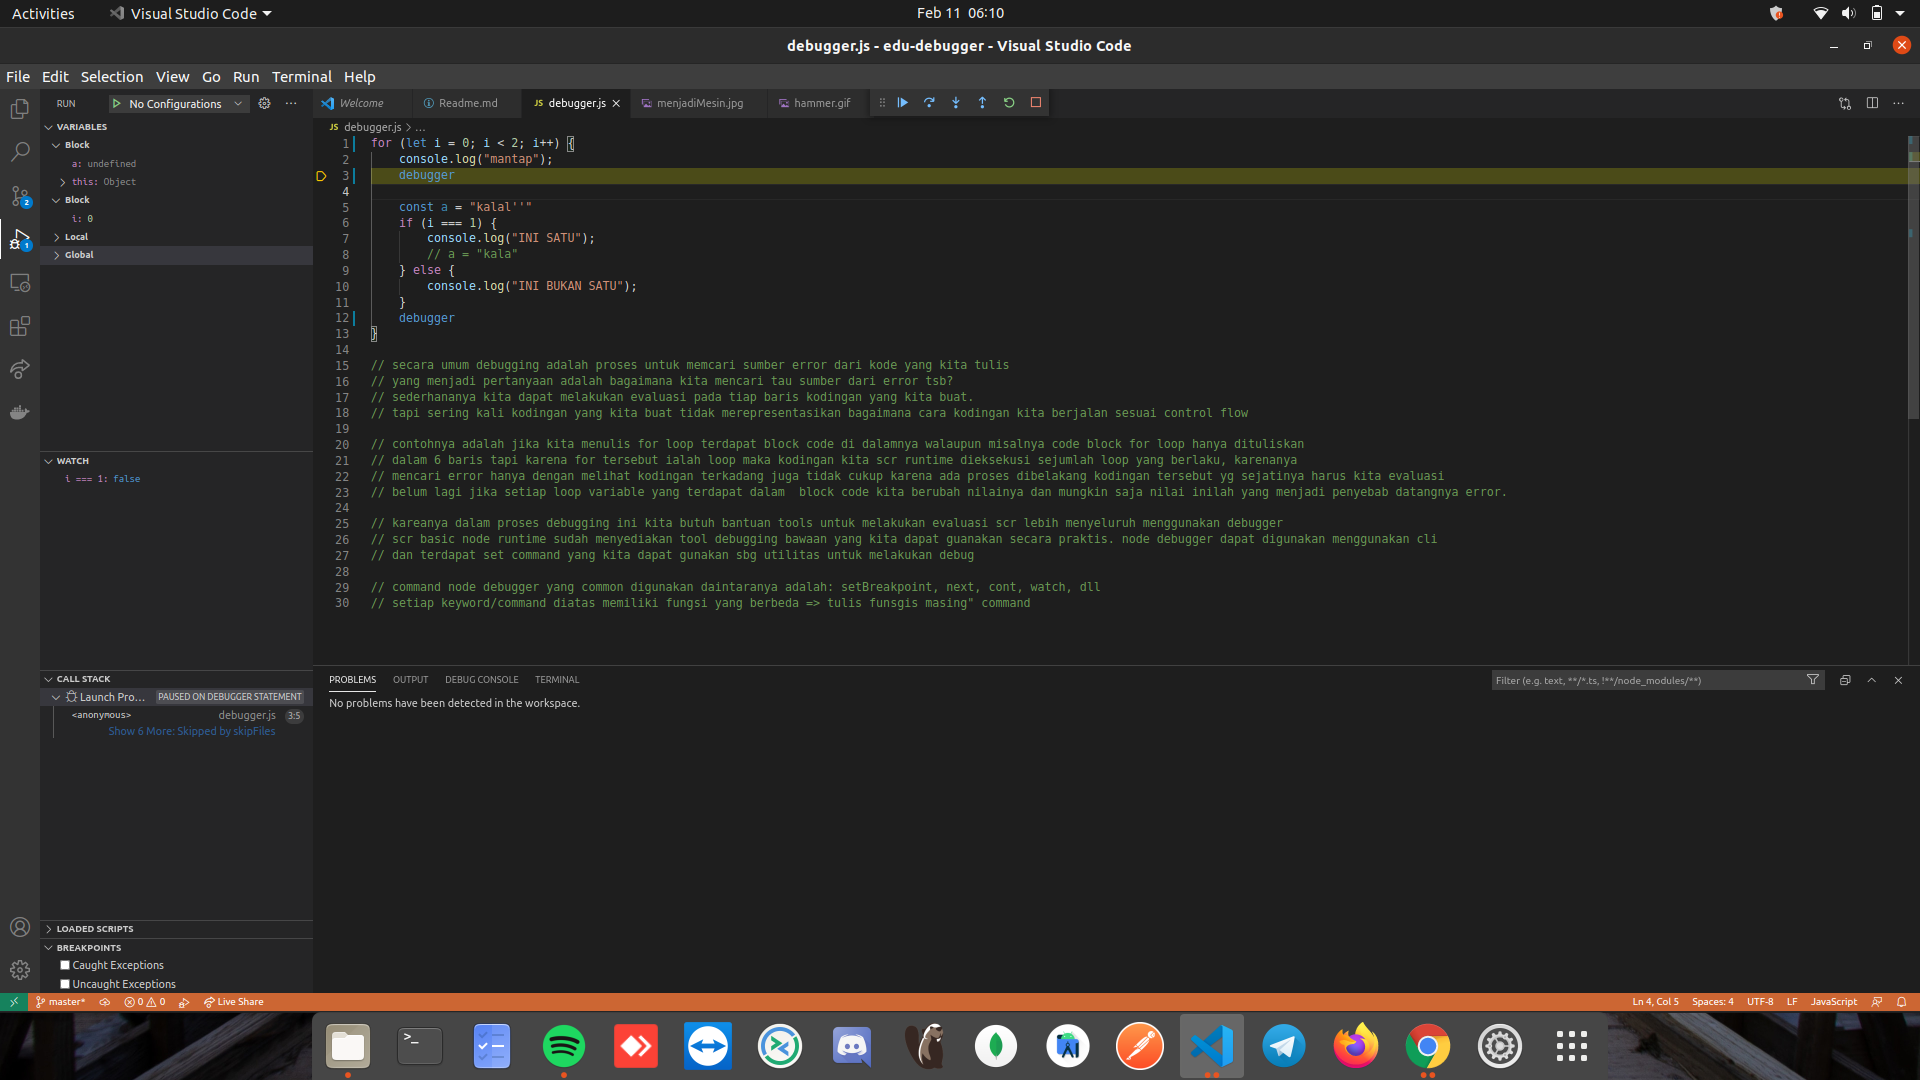 Activities
Visual Studio Code
Feb 11 06:10
debugger.js - edu-debugger - Visual Studio Code
File Edit Selection View Go Run Terminal Help
RUN
No Configurations
Welcome
Readme.md
JS debugger.js
menjadiMesin.jpg
hammer.gif
JS debugger.js > ...
VARIABLES
Block
a: undefined
this: Object
Block
i: 0
Local
Global
WATCH
i === 1: false
CALL STACK
Launch Pro... PAUSED ON DEBUGGER STATEMENT
<anonymous> debugger.js 3:5
Show 6 More: Skipped by skipFiles
LOADED SCRIPTS
BREAKPOINTS
Caught Exceptions
Uncaught Exceptions
2
1
1 for (let i = 0; i < 2; i++) {
2 console.log("mantap");
3 debugger
4
5 const a = "kalal''"
6 if (i === 1) {
7 console.log("INI SATU");
8 // a = "kala"
9 } else {
10 console.log("INI BUKAN SATU");
11 }
12 debugger
13 }
14
15 // secara umum debugging adalah proses untuk memcari sumber error dari kode yang kita tulis
16 // yang menjadi pertanyaan adalah bagaimana kita mencari tau sumber dari error tsb?
17 // sederhananya kita dapat melakukan evaluasi pada tiap baris kodingan yang kita buat.
18 // tapi sering kali kodingan yang kita buat tidak merepresentasikan bagaimana cara kodingan kita berjalan sesuai control flow
19
20 // contohnya adalah jika kita menulis for loop terdapat block code di dalamnya walaupun misalnya code block for loop hanya dituliskan
21 // dalam 6 baris tapi karena for tersebut ialah loop maka kodingan kita scr runtime dieksekusi sejumlah loop yang berlaku, karenanya
22 // mencari error hanya dengan melihat kodingan terkadang juga tidak cukup karena ada proses dibelakang kodingan tersebut yg sejatinya harus kita evaluasi
23 // belum lagi jika setiap loop variable yang terdapat dalam  block code kita berubah nilainya dan mungkin saja nilai inilah yang menjadi penyebab datangnya error.
24
25 // kareanya dalam proses debugging ini kita butuh bantuan tools untuk melakukan evaluasi scr lebih menyeluruh menggunakan debugger
26 // scr basic node runtime sudah menyediakan tool debugging bawaan yang kita dapat guanakan secara praktis. node debugger dapat digunakan menggunakan cli
27 // dan terdapat set command yang kita dapat gunakan sbg utilitas untuk melakukan debug
28
29 // command node debugger yang common digunakan daintaranya adalah: setBreakpoint, next, cont, watch, dll
30 // setiap keyword/command diatas memiliki fungsi yang berbeda => tulis funsgis masing" command
PROBLEMS OUTPUT DEBUG CONSOLE TERMINAL
Filter (e.g. text, **/*.ts, !**/node_modules/**)
No problems have been detected in the workspace.
master* 0 0 Live Share
Ln 4, Col 5 Spaces: 4 UTF-8 LF JavaScript